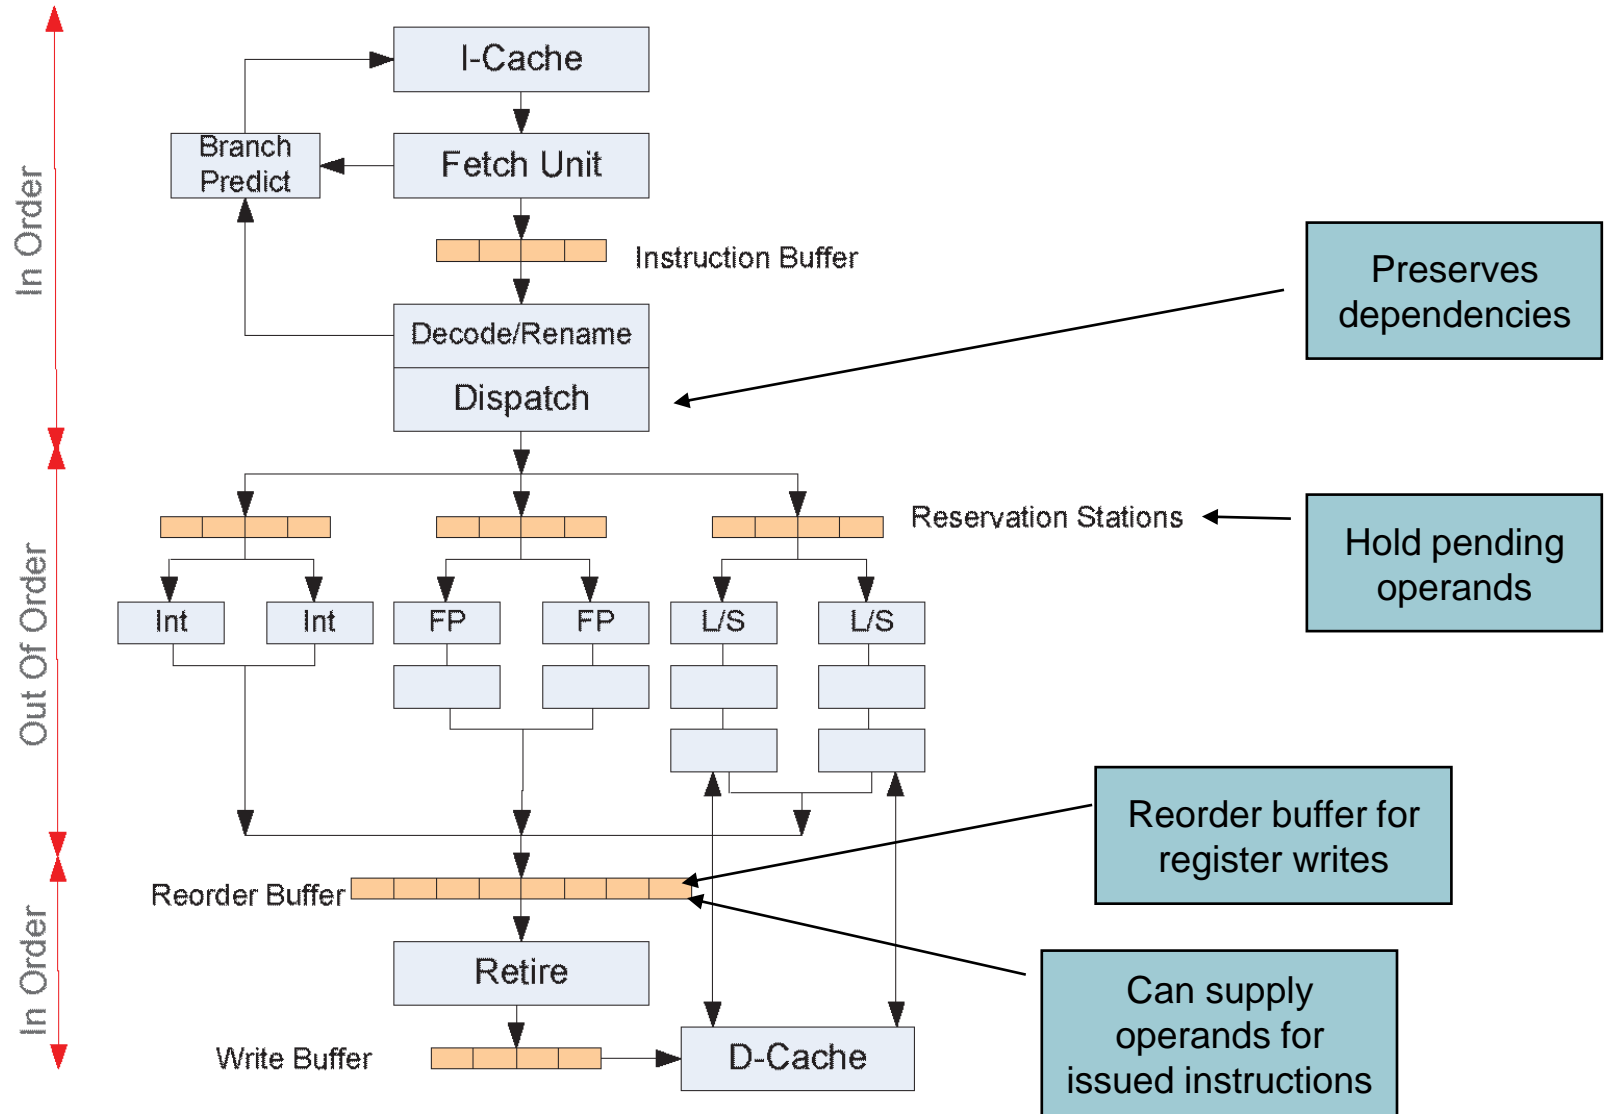 I-Cache
Branch
Predict
Fetch Unit
Instruction Buffer
In Order
Decode/Rename
Dispatch
Preserves
dependencies
Reservation Stations
Hold pending
operands
Out Of Order
Int
Int
FP
FP
L/S
L/S
Reorder buffer for
register writes
Reorder Buffer
In Order
Retire
Can supply
operands for
issued instructions
Write Buffer
D-Cache